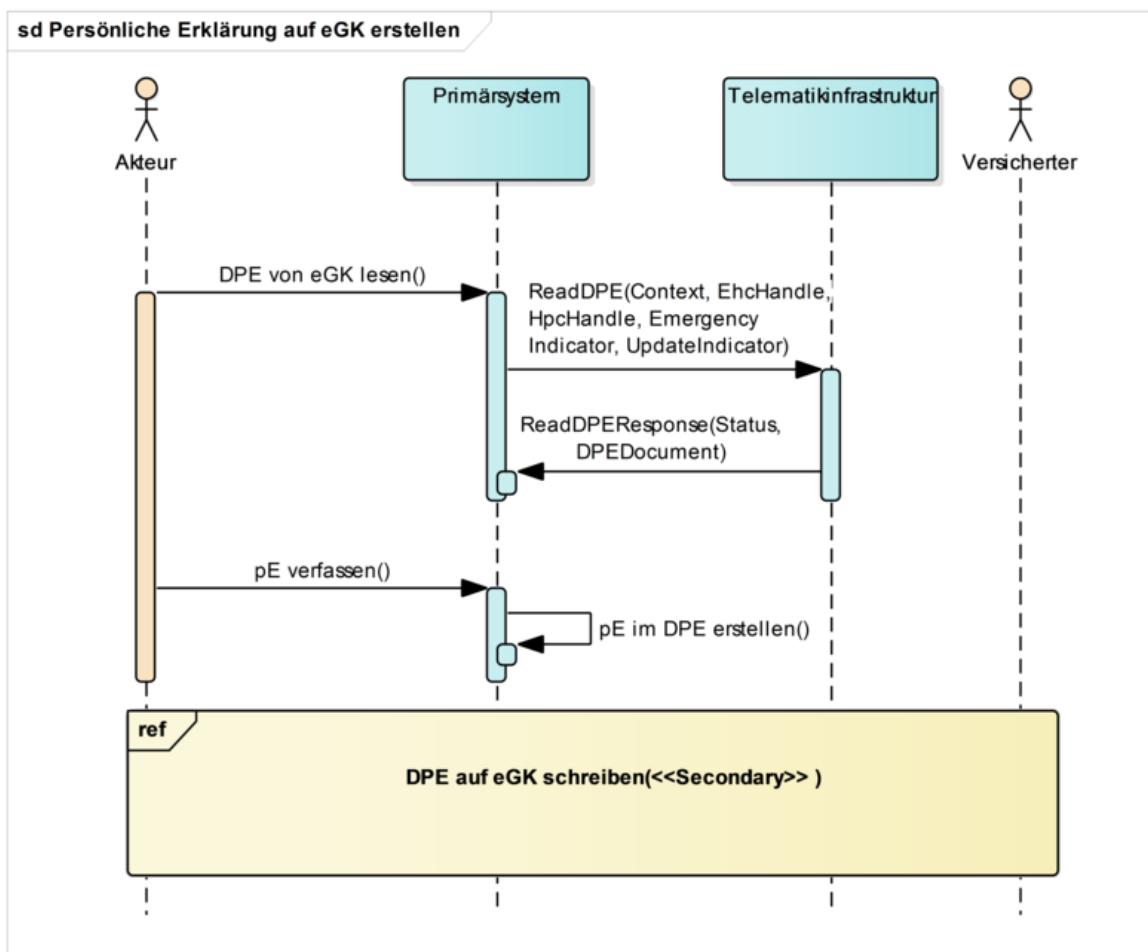 sd Persönliche Erklärung auf eGK erstellen
Primärsystem
Telematikinfrastruktur
Akteur
Versicherter
DPE von eGK lesen()
ReadDPE(Context, EhcHandle,
HpcHandle, Emergency
Indicator, UpdateIndicator)
ReadDPEResponse(Status,
DPEDocument)
pE verfassen()
pE im DPE erstellen()
ref
DPE auf eGK schreiben(<<Secondary>> )